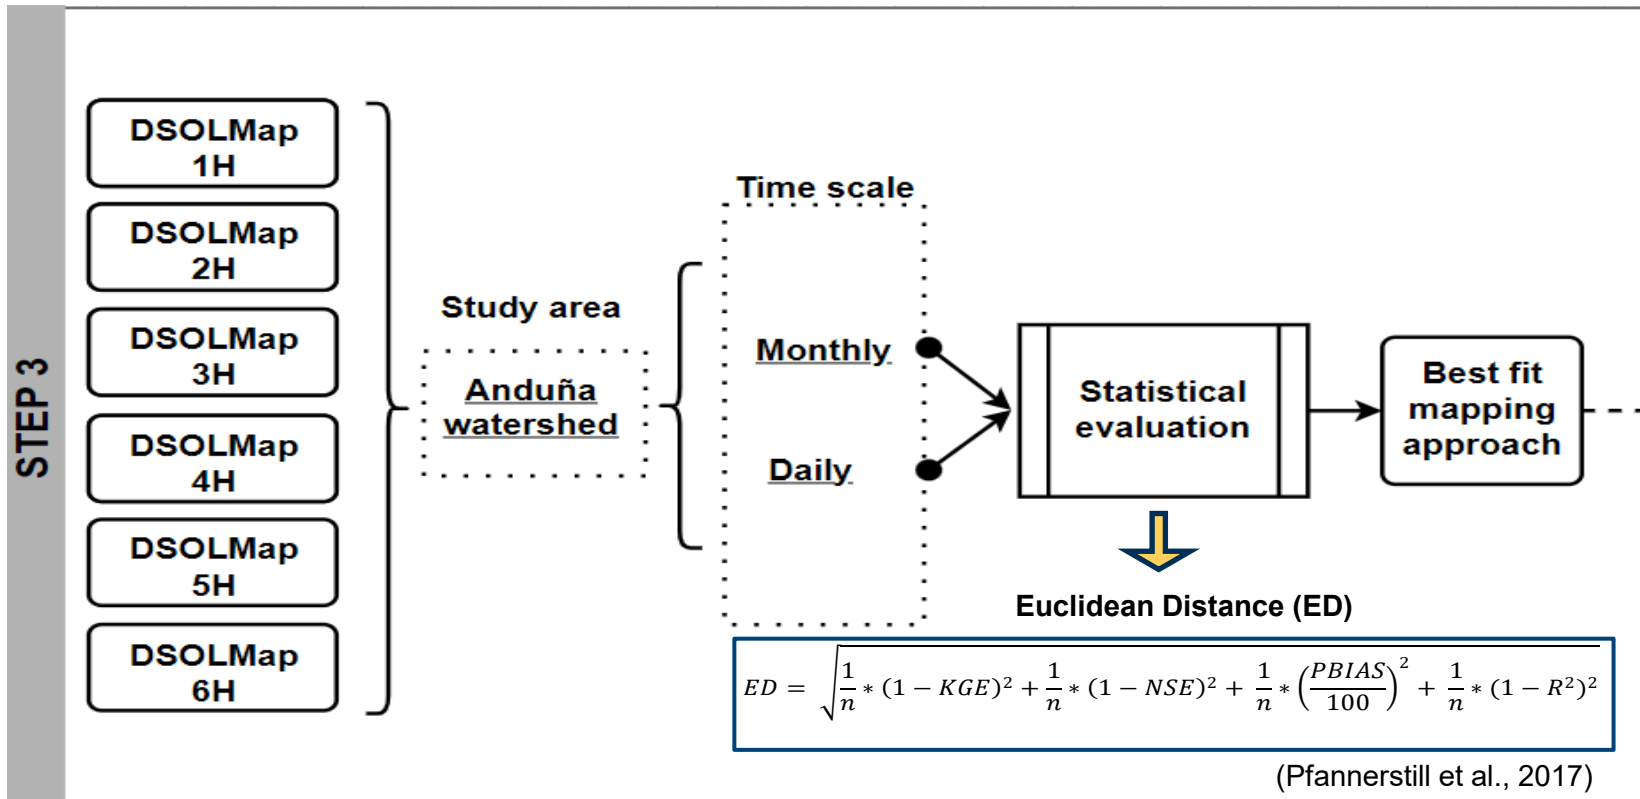 STEP 3
DSOLMap
1H
DSOLMap
2H
DSOLMap
3H
DSOLMap
4H
DSOLMap
5H
DSOLMap
6H
Study area
Anduña
watershed
Time scale
Monthly
Daily
Statistical
evaluation
Best fit
mapping
approach
Euclidean Distance (ED)
ED = √(1/n * (1 − KGE)² + 1/n * (1 − NSE)² + 1/n * (PBIAS/100)² + 1/n * (1 − R²)²)
(Pfannerstill et al., 2017)